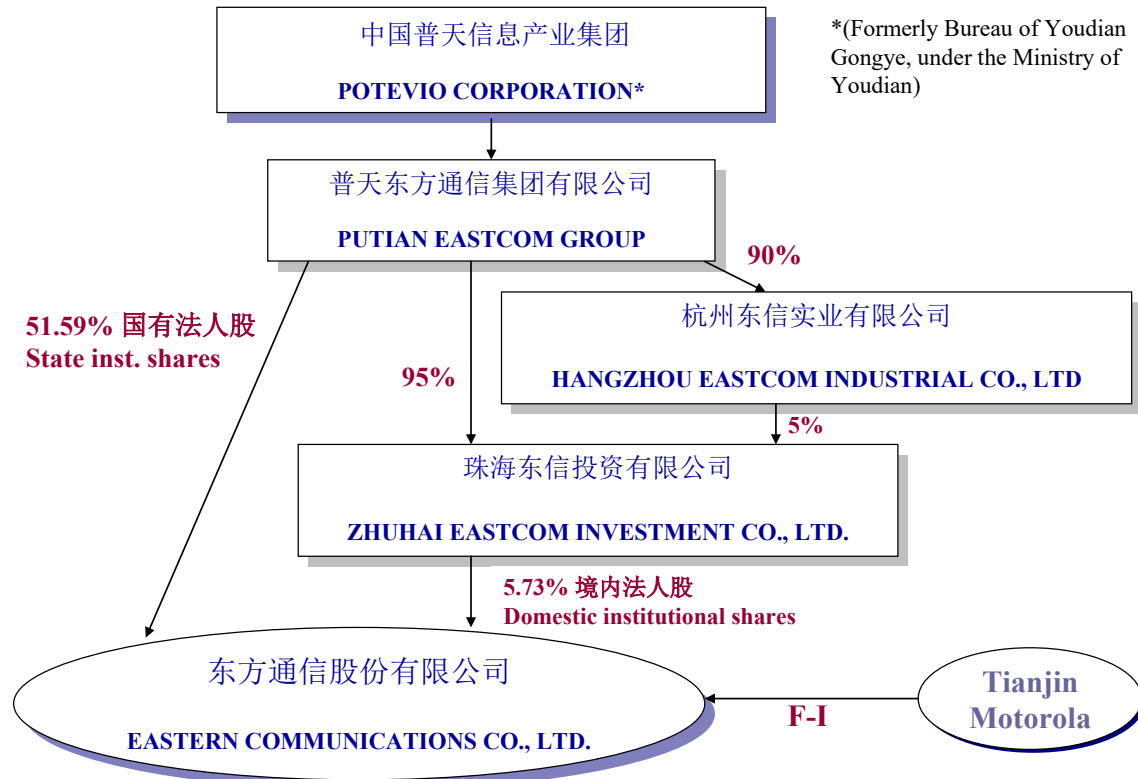 中国普天信息产业集团
POTEVIO CORPORATION*
*(Formerly Bureau of Youdian
Gongye, under the Ministry of
Youdian)
普天东方通信集团有限公司
PUTIAN EASTCOM GROUP
90%
杭州东信实业有限公司
HANGZHOU EASTCOM INDUSTRIAL CO., LTD
51.59% 国有法人股
State inst. shares
95%
5%
珠海东信投资有限公司
ZHUHAI EASTCOM INVESTMENT CO., LTD.
5.73% 境内法人股
Domestic institutional shares
东方通信股份有限公司
EASTERN COMMUNICATIONS CO., LTD.
F-I
Tianjin
Motorola